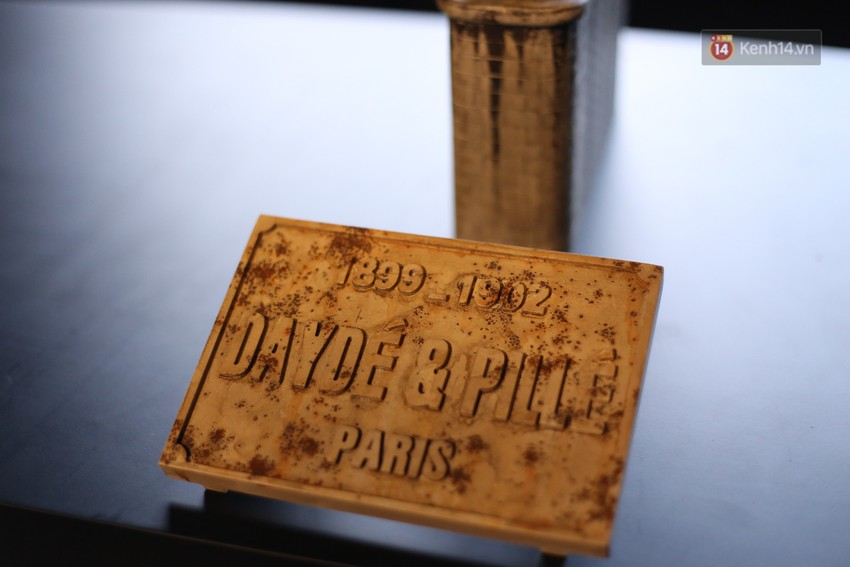 14 Kenh14.vn
1899-1902
DAYDÉ & PILLÉ
PARIS